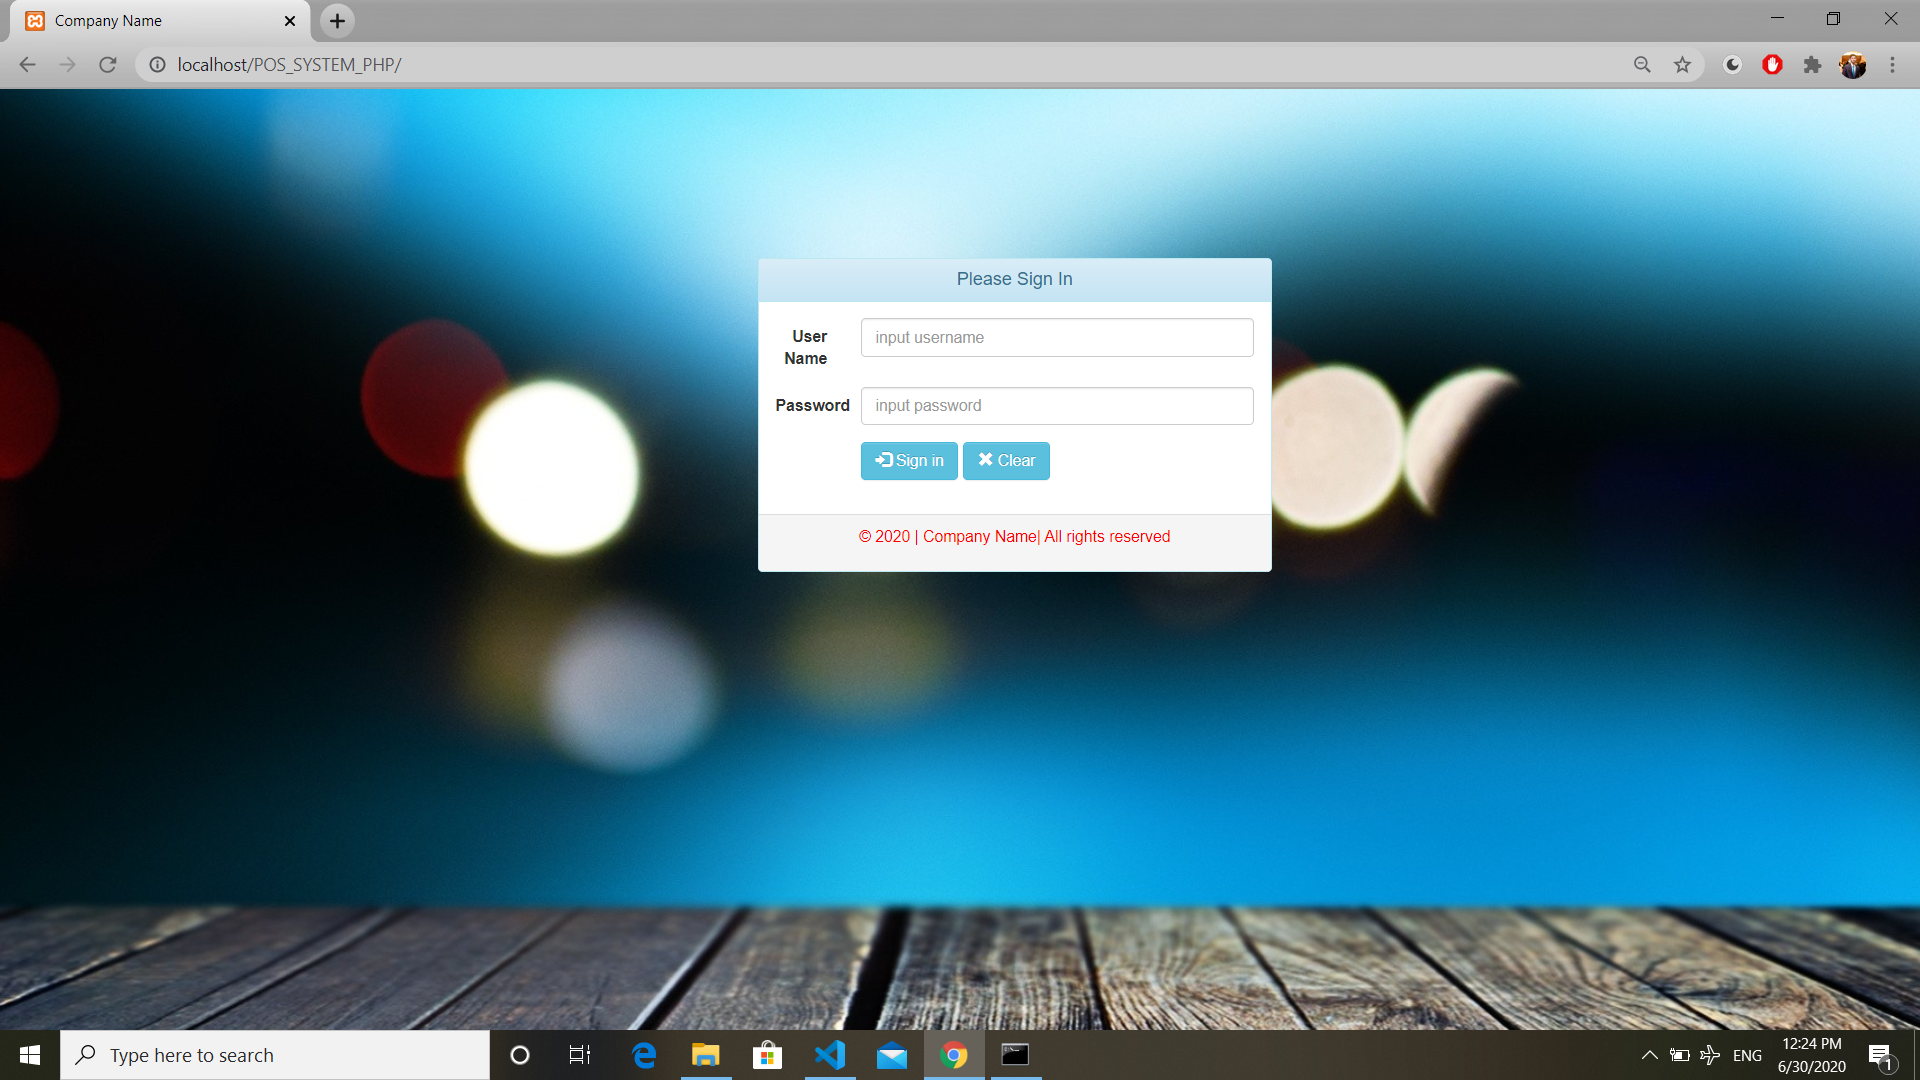 Company Name
localhost/POS_SYSTEM_PHP/
Please Sign In
User
Name
input username
Password
input password
Sign in
Clear
© 2020 | Company Name| All rights reserved
Type here to search
ENG
12:24 PM
6/30/2020
1